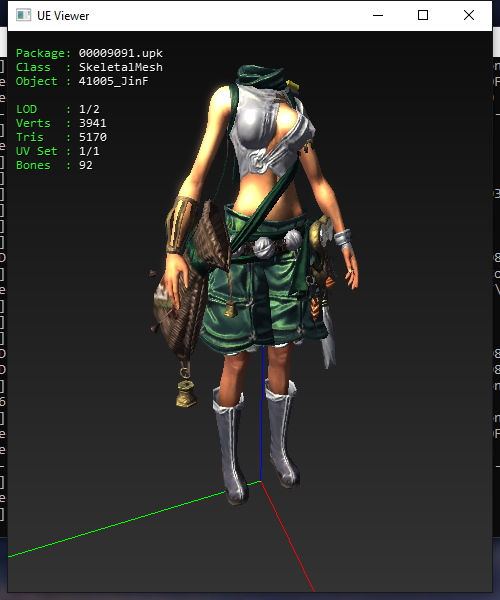 UE Viewer
Package: 00009091.upk
Class  : SkeletalMesh
Object : 41005_JinF
LOD    : 1/2
Verts  : 3941
Tris   : 5170
UV Set : 1/1
Bones  : 92